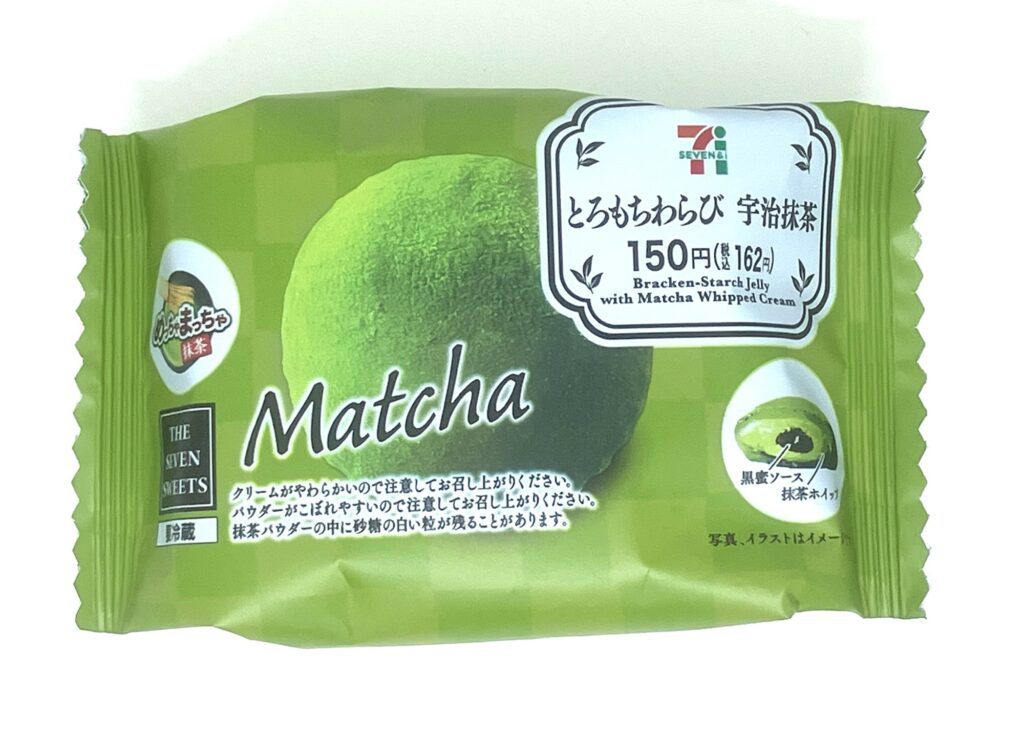 7i
SEVEN&i
とろもちわらび 宇治抹茶
150円(税込162円)
Bracken-Starch Jelly
with Matcha Whipped Cream
めっちゃまっちゃ
抹茶
Matcha
THE
SEVEN
SWEETS
要冷蔵
クリームがやわらかいので注意してお召し上がりください。
パウダーがこぼれやすいので注意してお召し上がりください。
抹茶パウダーの中に砂糖の白い粒が残ることがあります。
黒蜜ソース
抹茶ホイップ
写真、イラストはイメージ